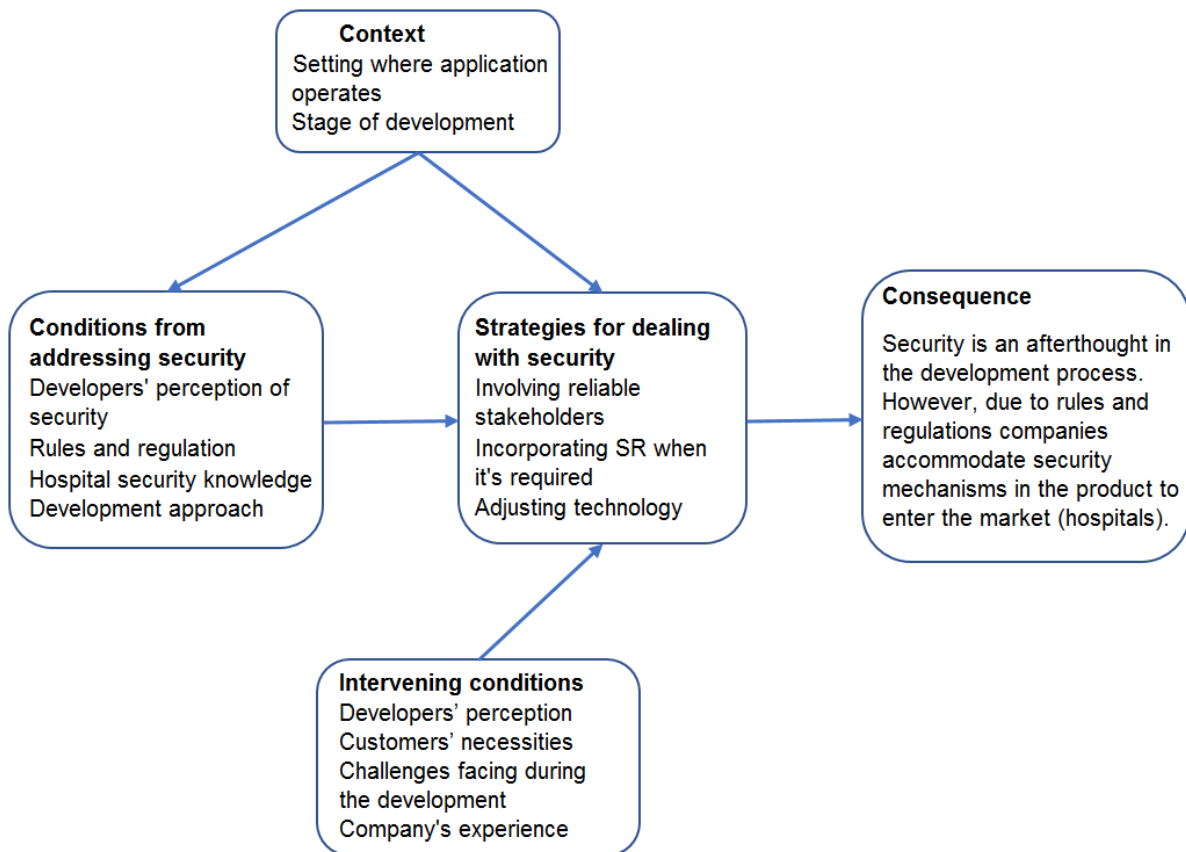 Context
Setting where application
operates
Stage of development
Conditions from
addressing security
Developers' perception of
security
Rules and regulation
Hospital security knowledge
Development approach
Strategies for dealing
with security
Involving reliable
stakeholders
Incorporating SR when
it's required
Adjusting technology
Consequence
Security is an afterthought in
the development process.
However, due to rules and
regulations companies
accommodate security
mechanisms in the product to
enter the market (hospitals).
Intervening conditions
Developers’ perception
Customers’ necessities
Challenges facing during
the development
Company's experience